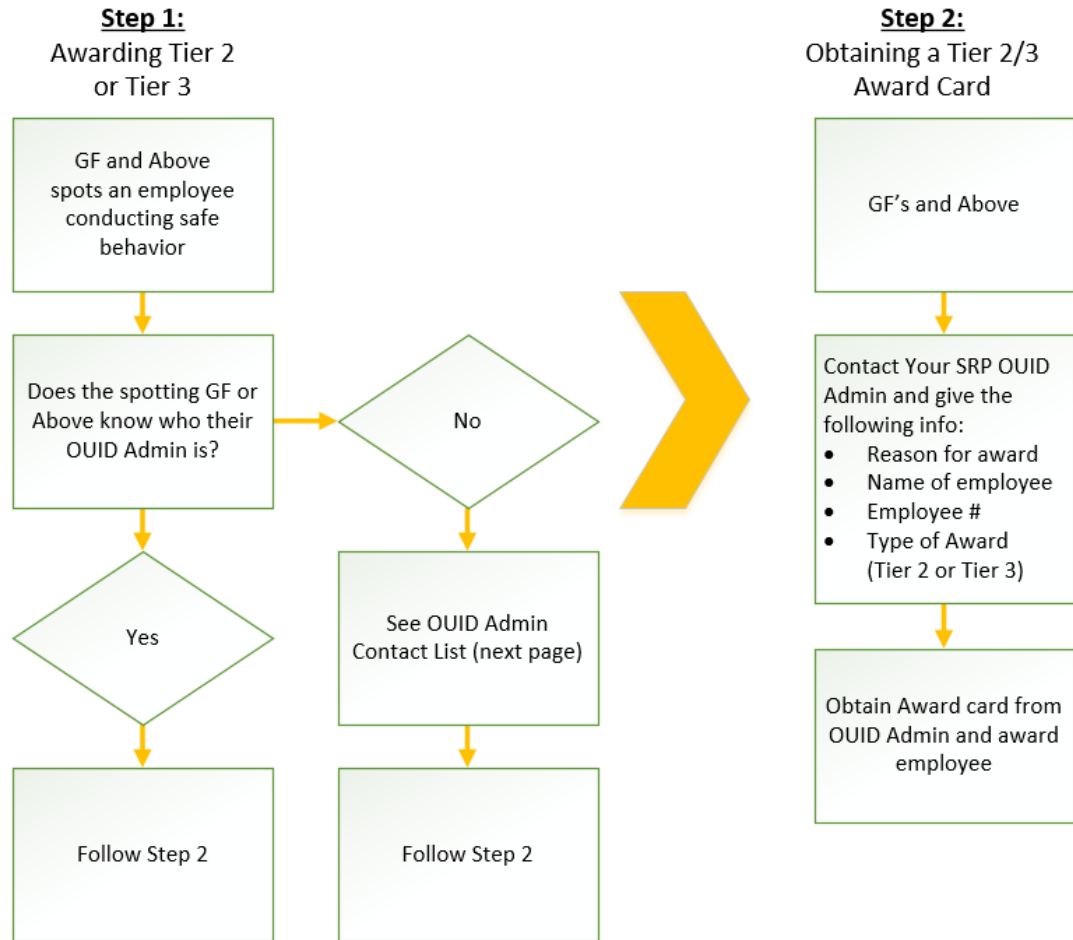 Step 1:
Awarding Tier 2
or Tier 3
GF and Above
spots an employee
conducting safe
behavior
Does the spotting GF or
Above know who their
OUID Admin is?
No
Yes
See OUID Admin
Contact List (next page)
Follow Step 2
Follow Step 2
Step 2:
Obtaining a Tier 2/3
Award Card
GF’s and Above
Contact Your SRP OUID
Admin and give the
following info:
• Reason for award
• Name of employee
• Employee #
• Type of Award
(Tier 2 or Tier 3)
Obtain Award card from
OUID Admin and award
employee